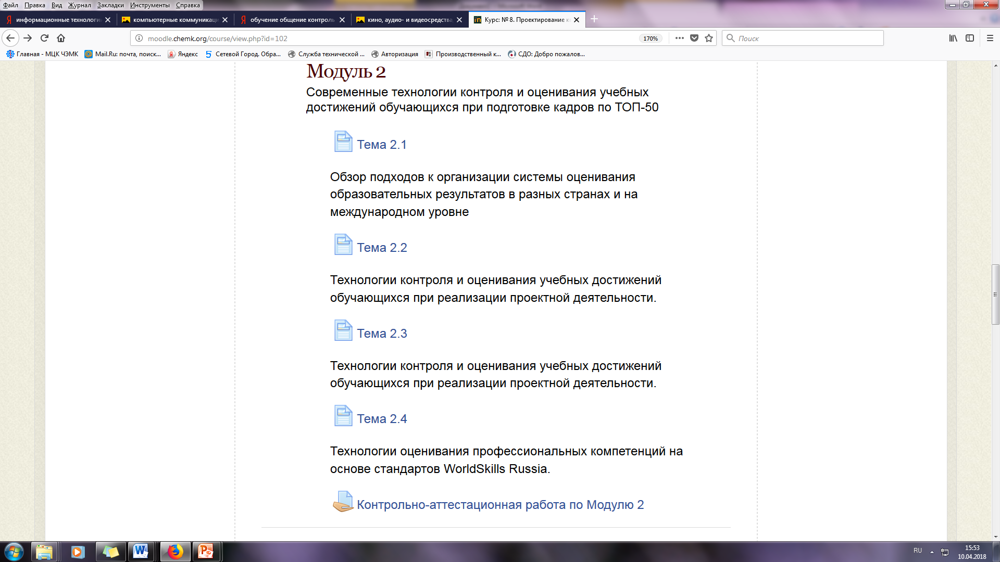 Файл Правка Вид Журнал Закладки Инструменты Справка
информационные технологи
компьютерные коммуникац
обучение общение контроль
кино, аудио- и видеосредства,
Курс: № 8. Проектирование к
moodle.chemk.org/course/view.php?id=102
170%
Поиск
Главная - МЦК ЧЭМК
Mail.Ru: почта, поиск...
Яндекс
Сетевой Город. Обра...
Служба технической ...
Авторизация
Производственный к...
СДО: Добро пожалов...
Модуль 2
Современные технологии контроля и оценивания учебных
достижений обучающихся при подготовке кадров по ТОП-50
Тема 2.1
Обзор подходов к организации системы оценивания
образовательных результатов в разных странах и на
международном уровне
Тема 2.2
Технологии контроля и оценивания учебных достижений
обучающихся при реализации проектной деятельности.
Тема 2.3
Технологии контроля и оценивания учебных достижений
обучающихся при реализации проектной деятельности.
Тема 2.4
Технологии оценивания профессиональных компетенций на
основе стандартов WorldSkills Russia.
Контрольно-аттестационная работа по Модулю 2
RU
15:53
10.04.2018